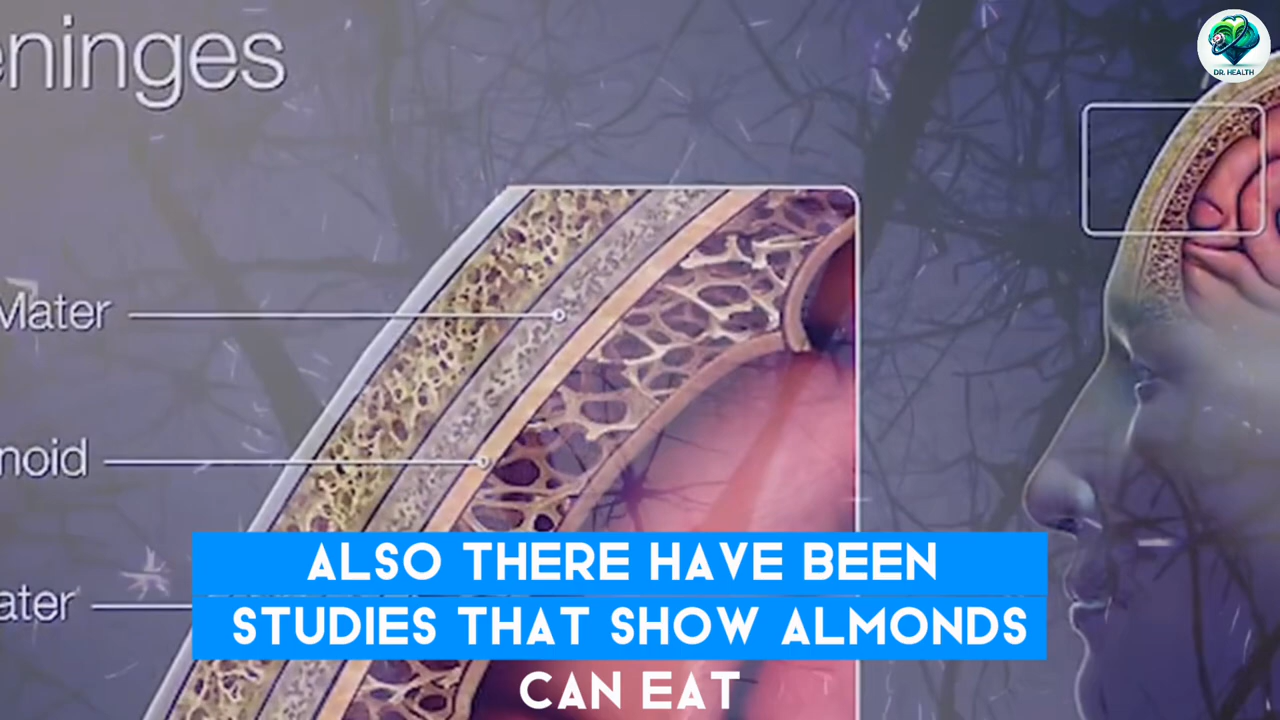 eninges
DR. HEALTH
Mater
noid
ater
ALSO THERE HAVE BEEN
STUDIES THAT SHOW ALMONDS
CAN EAT